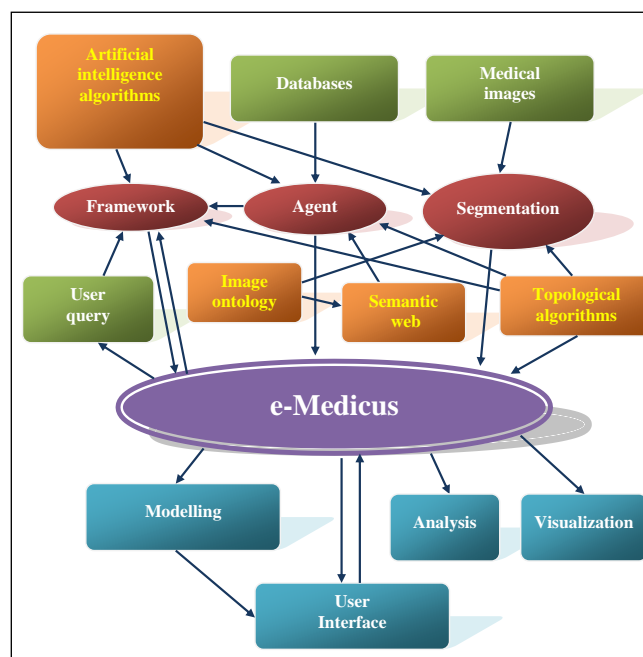 Artificial
intelligence
algorithms
Databases
Medical
images
Framework
Agent
Segmentation
User
query
Image
ontology
Semantic
web
Topological
algorithms
e-Medicus
Modelling
Analysis
Visualization
User
Interface